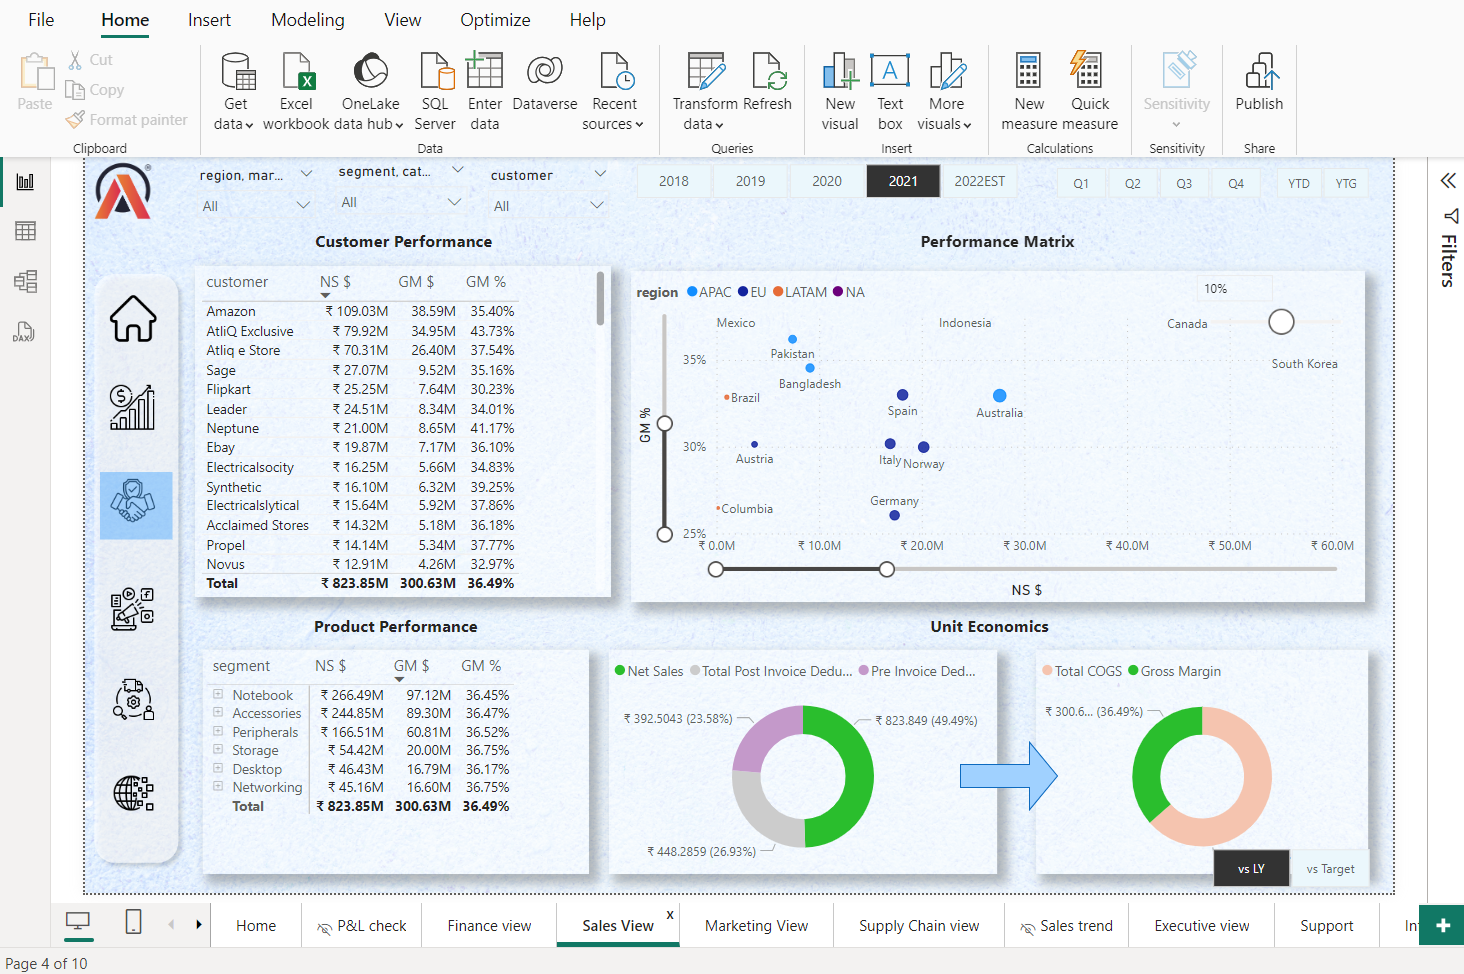 File Home Insert Modeling View Optimize Help
Paste
Cut
Copy
Format painter
Clipboard
Get data
Excel workbook
OneLake data hub
SQL Server
Enter data
Dataverse
Recent sources
Data
Transform data
Refresh
Queries
New visual
Text box
More visuals
Insert
New measure
Quick measure
Calculations
Sensitivity
Sensitivity
Publish
Share
region, mar...
All
segment, cat...
All
customer
All
2018 2019 2020 2021 2022EST
Q1 Q2 Q3 Q4
YTD YTG
Filters
Customer Performance
customer NS $ GM $ GM %
Amazon ₹ 109.03M 38.59M 35.40%
AtliQ Exclusive ₹ 79.92M 34.95M 43.73%
Atliq e Store ₹ 70.31M 26.40M 37.54%
Sage ₹ 27.07M 9.52M 35.16%
Flipkart ₹ 25.25M 7.64M 30.23%
Leader ₹ 24.51M 8.34M 34.01%
Neptune ₹ 21.00M 8.65M 41.17%
Ebay ₹ 19.87M 7.17M 36.10%
Electricalsocity ₹ 16.25M 5.66M 34.83%
Synthetic ₹ 16.10M 6.32M 39.25%
Electricalslytical ₹ 15.64M 5.92M 37.86%
Acclaimed Stores ₹ 14.32M 5.18M 36.18%
Propel ₹ 14.14M 5.34M 37.77%
Novus ₹ 12.91M 4.26M 32.97%
Total ₹ 823.85M 300.63M 36.49%
Performance Matrix
region APAC EU LATAM NA
10%
Mexico
Indonesia
Canada
Pakistan
35%
South Korea
Bangladesh
Brazil
Spain
Australia
GM %
30%
Austria
Italy
Norway
Germany
Columbia
25%
₹ 0.0M ₹ 10.0M ₹ 20.0M ₹ 30.0M ₹ 40.0M ₹ 50.0M ₹ 60.0M
NS $
Product Performance
segment NS $ GM $ GM %
Notebook ₹ 266.49M 97.12M 36.45%
Accessories ₹ 244.85M 89.30M 36.47%
Peripherals ₹ 166.51M 60.81M 36.52%
Storage ₹ 54.42M 20.00M 36.75%
Desktop ₹ 46.43M 16.79M 36.17%
Networking ₹ 45.16M 16.60M 36.75%
Total ₹ 823.85M 300.63M 36.49%
Unit Economics
Net Sales Total Post Invoice Dedu... Pre Invoice Ded...
₹ 392.5043 (23.58%)
₹ 823.849 (49.49%)
₹ 448.2859 (26.93%)
Total COGS Gross Margin
₹ 300.6... (36.49%)
vs LY vs Target
Home P&L check Finance view Sales View x Marketing View Supply Chain view Sales trend Executive view Support In
+
Page 4 of 10
DAX